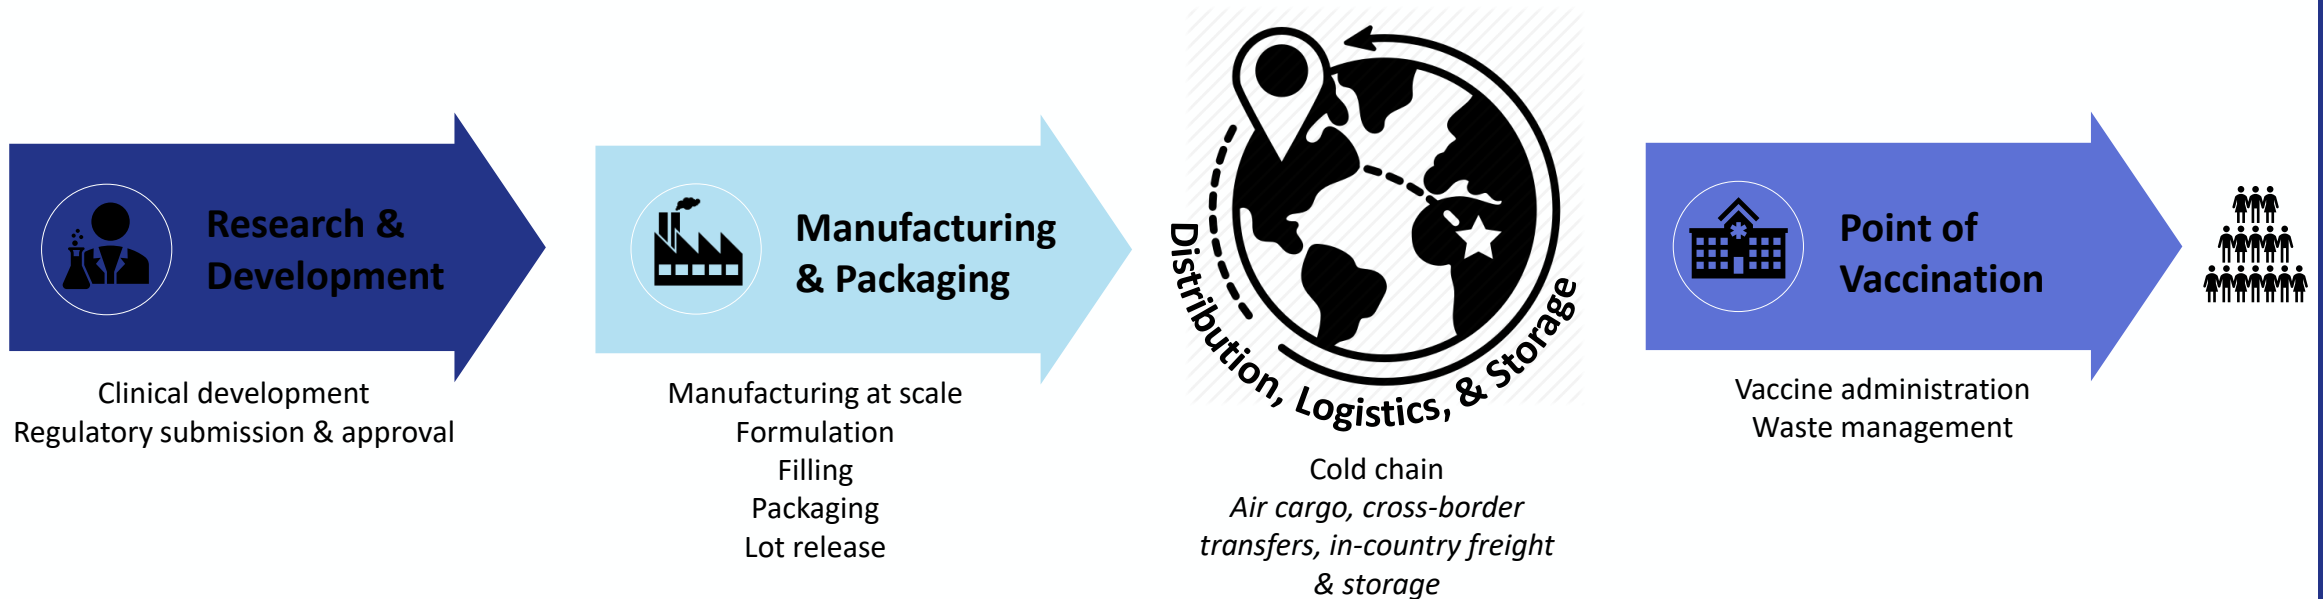 Research &
Development
Clinical development
Regulatory submission & approval
Manufacturing
& Packaging
Manufacturing at scale
Formulation
Filling
Packaging
Lot release
Distribution, Logistics, & Storage
Cold chain
Air cargo, cross-border
transfers, in-country freight
& storage
Point of
Vaccination
Vaccine administration
Waste management